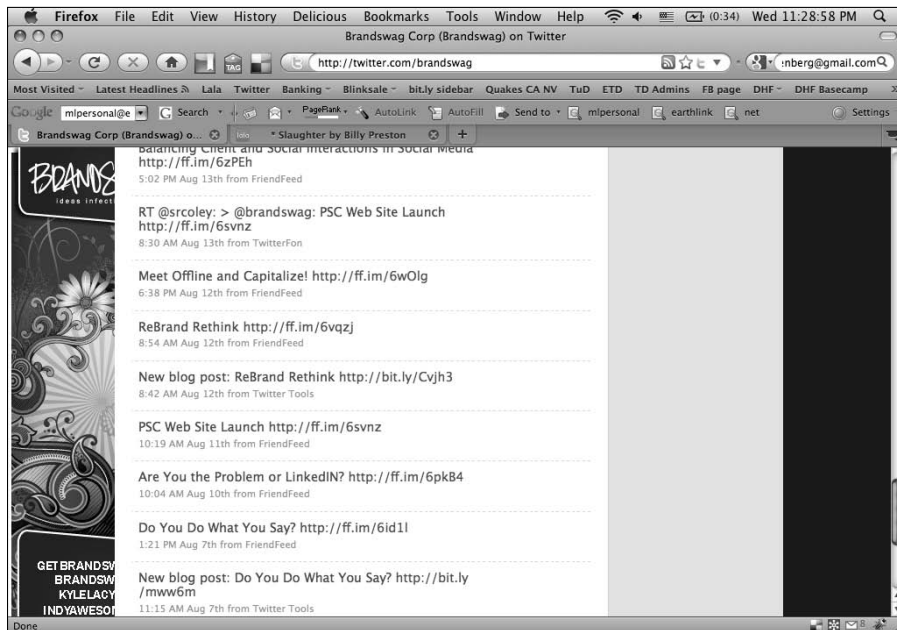 Firefox File Edit View History Delicious Bookmarks Tools Window Help (0:34) Wed 11:28:58 PM
Brandswag Corp (Brandswag) on Twitter
http://twitter.com/brandswag :nberg@gmail.com
Most Visited Latest Headlines Lala Twitter Banking Blinksale bit.ly sidebar Quakes CA NV TuD ETD TD Admins FB page DHF DHF Basecamp
Google mlpersonal@e Search PageRank AutoLink AutoFill Send to mlpersonal earthlink net Settings
Brandswag Corp (Brandswag) o... lala * Slaughter by Billy Preston
BRANDS
ideas infecti
Balancing Client and Social Interactions in Social Media
http://ff.im/6zPEh
5:02 PM Aug 13th from FriendFeed
RT @srcoley: > @brandswag: PSC Web Site Launch
http://ff.im/6svnz
8:30 AM Aug 13th from TwitterFon
Meet Offline and Capitalize! http://ff.im/6wOlg
6:38 PM Aug 12th from FriendFeed
ReBrand Rethink http://ff.im/6vqzj
8:54 AM Aug 12th from FriendFeed
New blog post: ReBrand Rethink http://bit.ly/Cvjh3
8:42 AM Aug 12th from Twitter Tools
PSC Web Site Launch http://ff.im/6svnz
10:19 AM Aug 11th from FriendFeed
Are You the Problem or LinkedIN? http://ff.im/6pkB4
10:04 AM Aug 10th from FriendFeed
Do You Do What You Say? http://ff.im/6id1l
1:21 PM Aug 7th from FriendFeed
New blog post: Do You Do What You Say? http://bit.ly
/mww6m
11:15 AM Aug 7th from Twitter Tools
GETBRANDSW
BRANDSW
KYLELACY
INDYAWESOM
Done 8